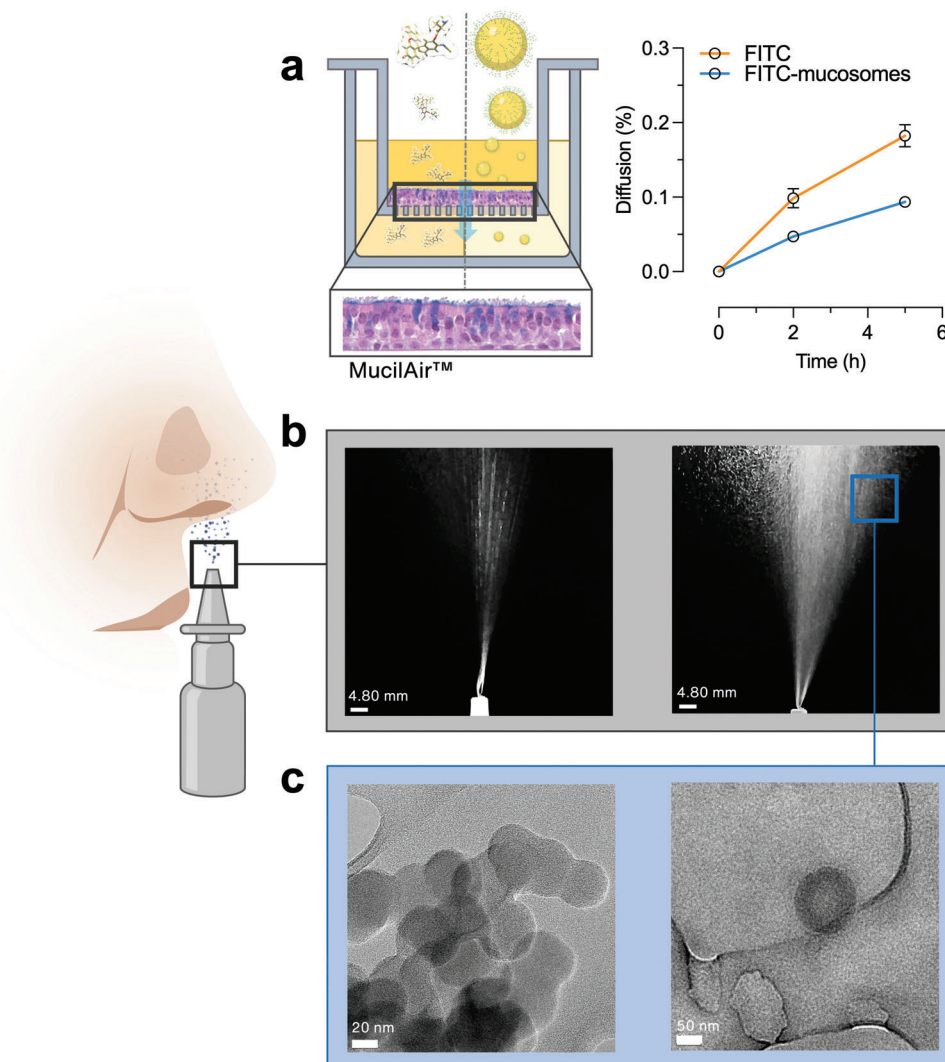 a
MucilAir™
0.3
0.2
0.1
0.0
Diffusion (%)
FITC
FITC-mucosomes
0
2
4
6
Time (h)
b
4.80 mm
4.80 mm
c
20 nm
50 nm